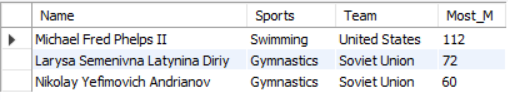 Name Sports Team Most_M
Michael Fred Phelps II Swimming United States 112
Larysa Semenivna Latynina Diriy Gymnastics Soviet Union 72
Nikolay Yefimovich Andrianov Gymnastics Soviet Union 60